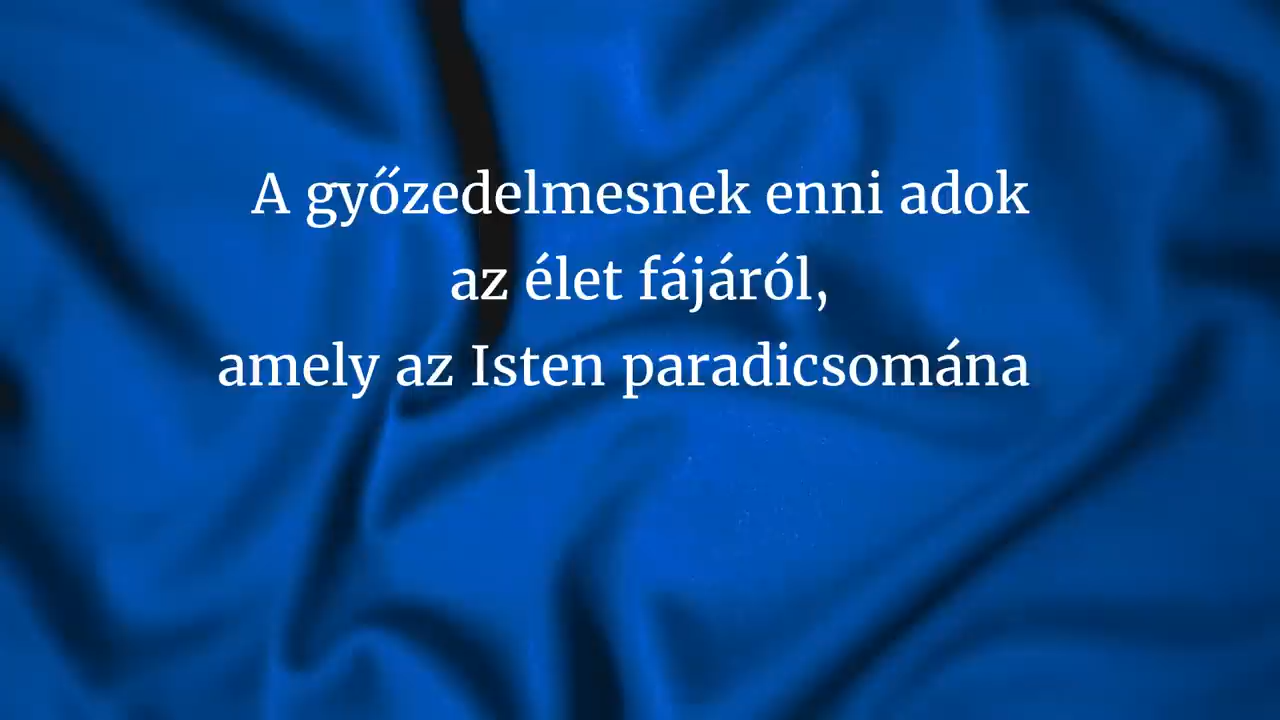 A győzedelmesnek enni adok
az élet fájáról,
amely az Isten paradicsomána